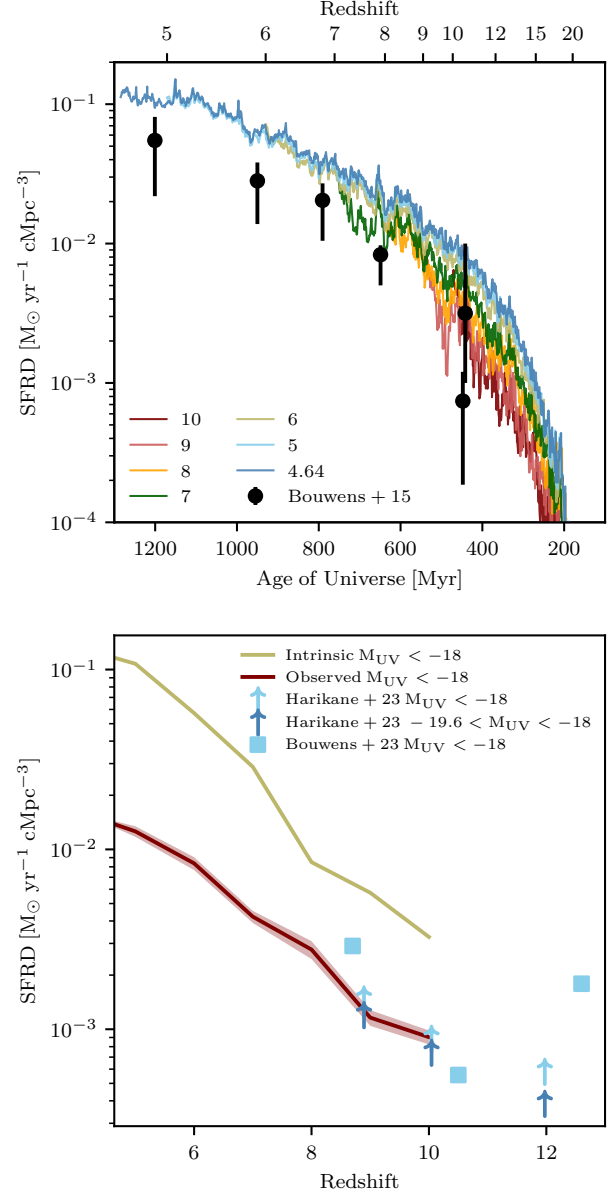 Redshift
5 6 7 8 9 10 12 15 20
SFRD [M⊙ yr⁻¹ cMpc⁻³]
10⁻¹
10⁻²
10⁻³
10⁻⁴
10 6
9 5
8 4.64
7 Bouwens + 15
1200 1000 800 600 400 200
Age of Universe [Myr]
SFRD [M⊙ yr⁻¹ cMpc⁻³]
10⁻¹
10⁻²
10⁻³
Intrinsic M_UV < −18
Observed M_UV < −18
Harikane + 23 M_UV < −18
Harikane + 23 − 19.6 < M_UV < −18
Bouwens + 23 M_UV < −18
6 8 10 12
Redshift